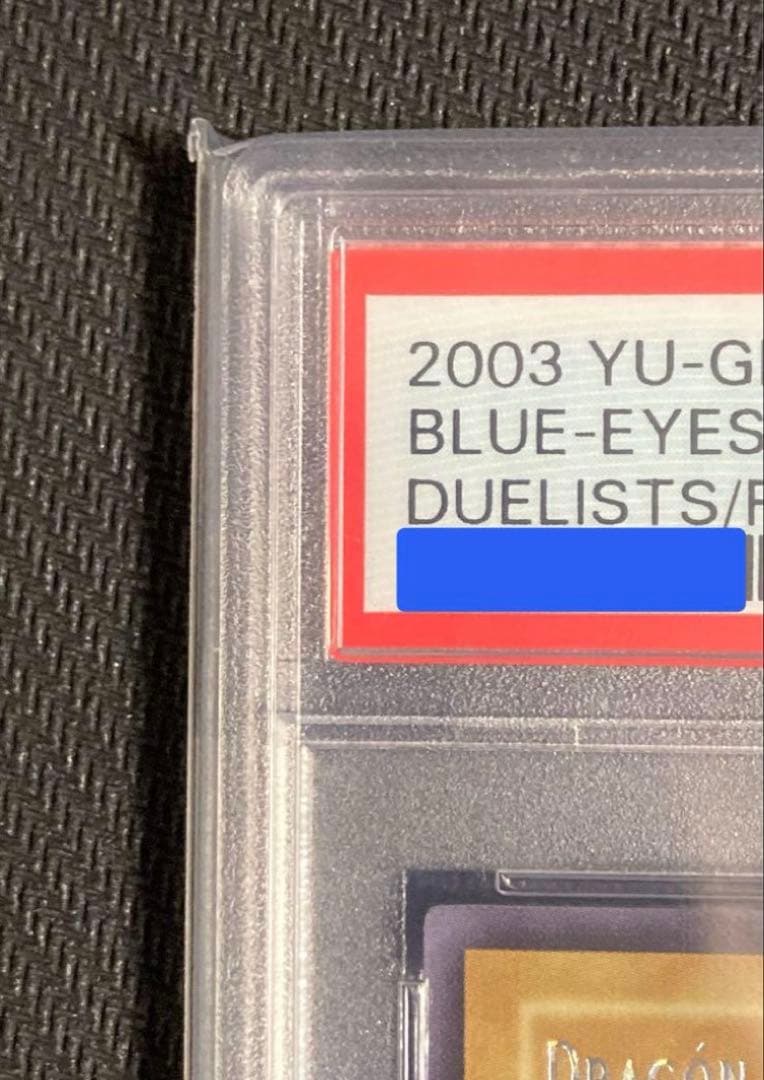 2003 YU-G
BLUE-EYES
DUELISTS/
DRAGÓN